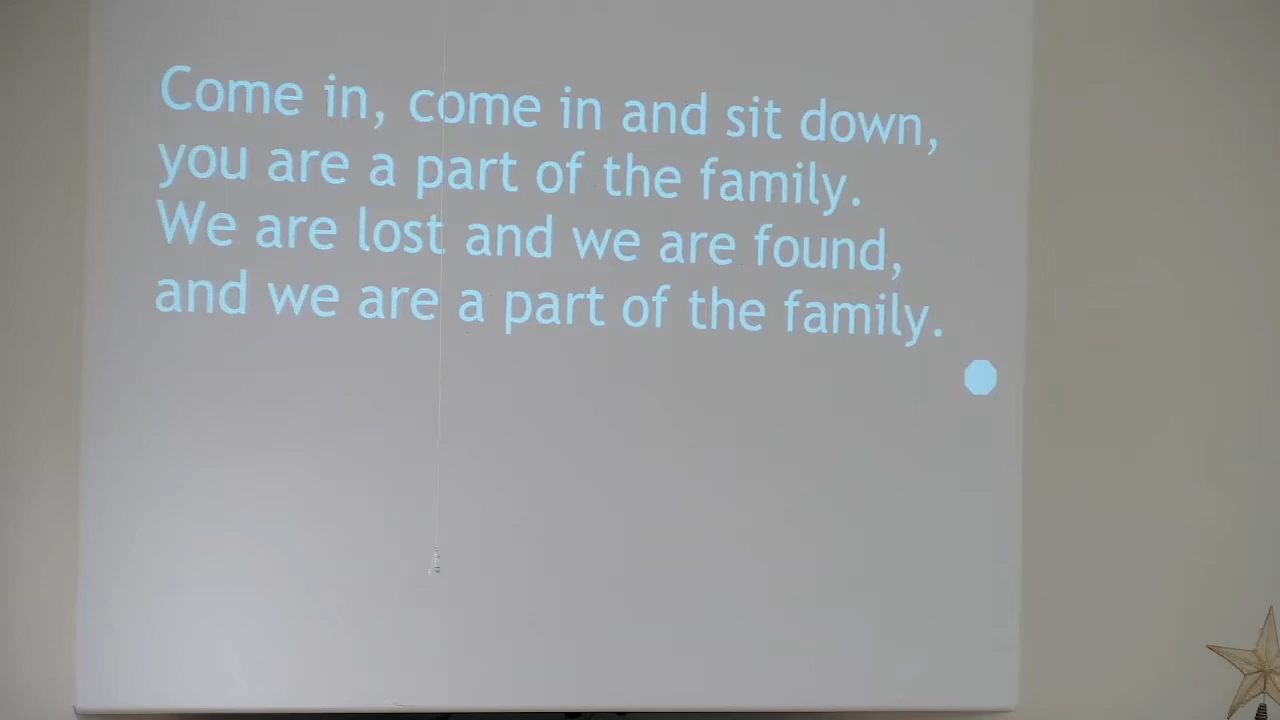 Come in, come in and sit down,
you are a part of the family.
We are lost and we are found,
and we are a part of the family.